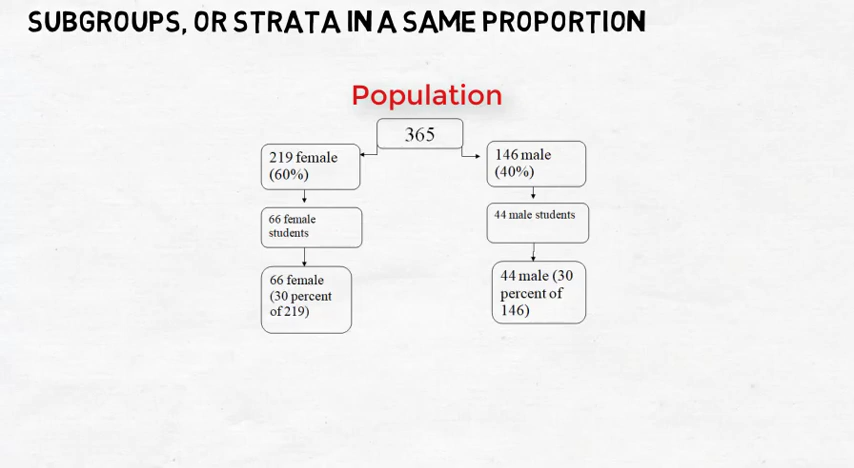 SUBGROUPS, OR STRATA IN A SAME PROPORTION
Population
365
219 female
(60%)
146 male
(40%)
66 female
students
44 male students
66 female
(30 percent
of 219)
44 male (30
percent of
146)